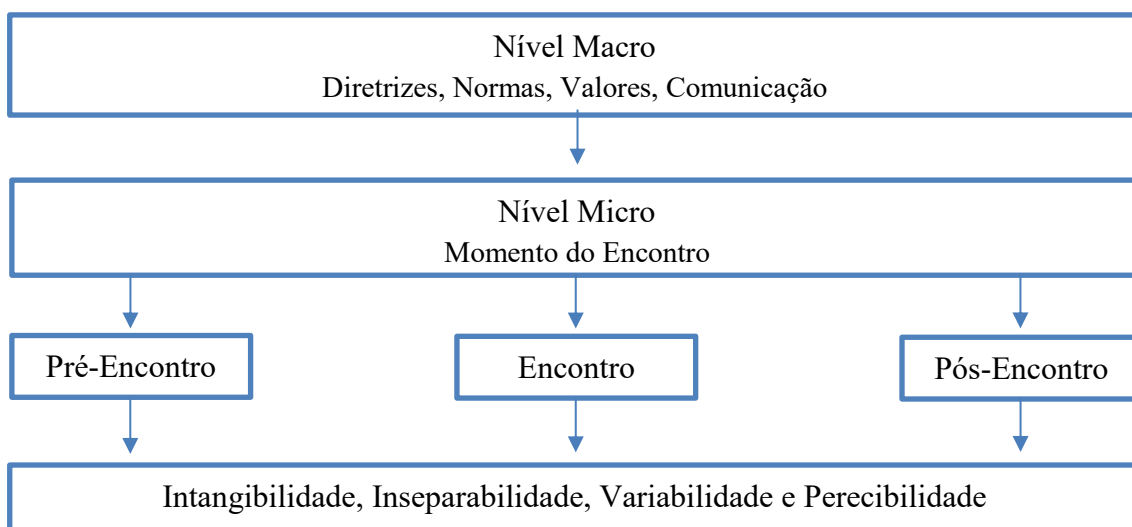 Nível Macro
Diretrizes, Normas, Valores, Comunicação
Nível Micro
Momento do Encontro
Pré-Encontro
Encontro
Pós-Encontro
Intangibilidade, Inseparabilidade, Variabilidade e Perecibilidade